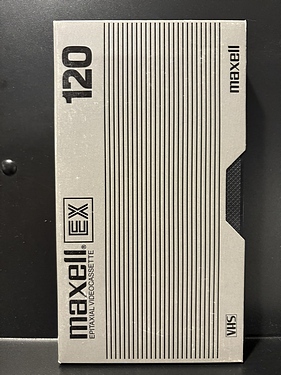 maxell® EX 120
EPITAXIAL VIDEOCASSETTE
VHS maxell